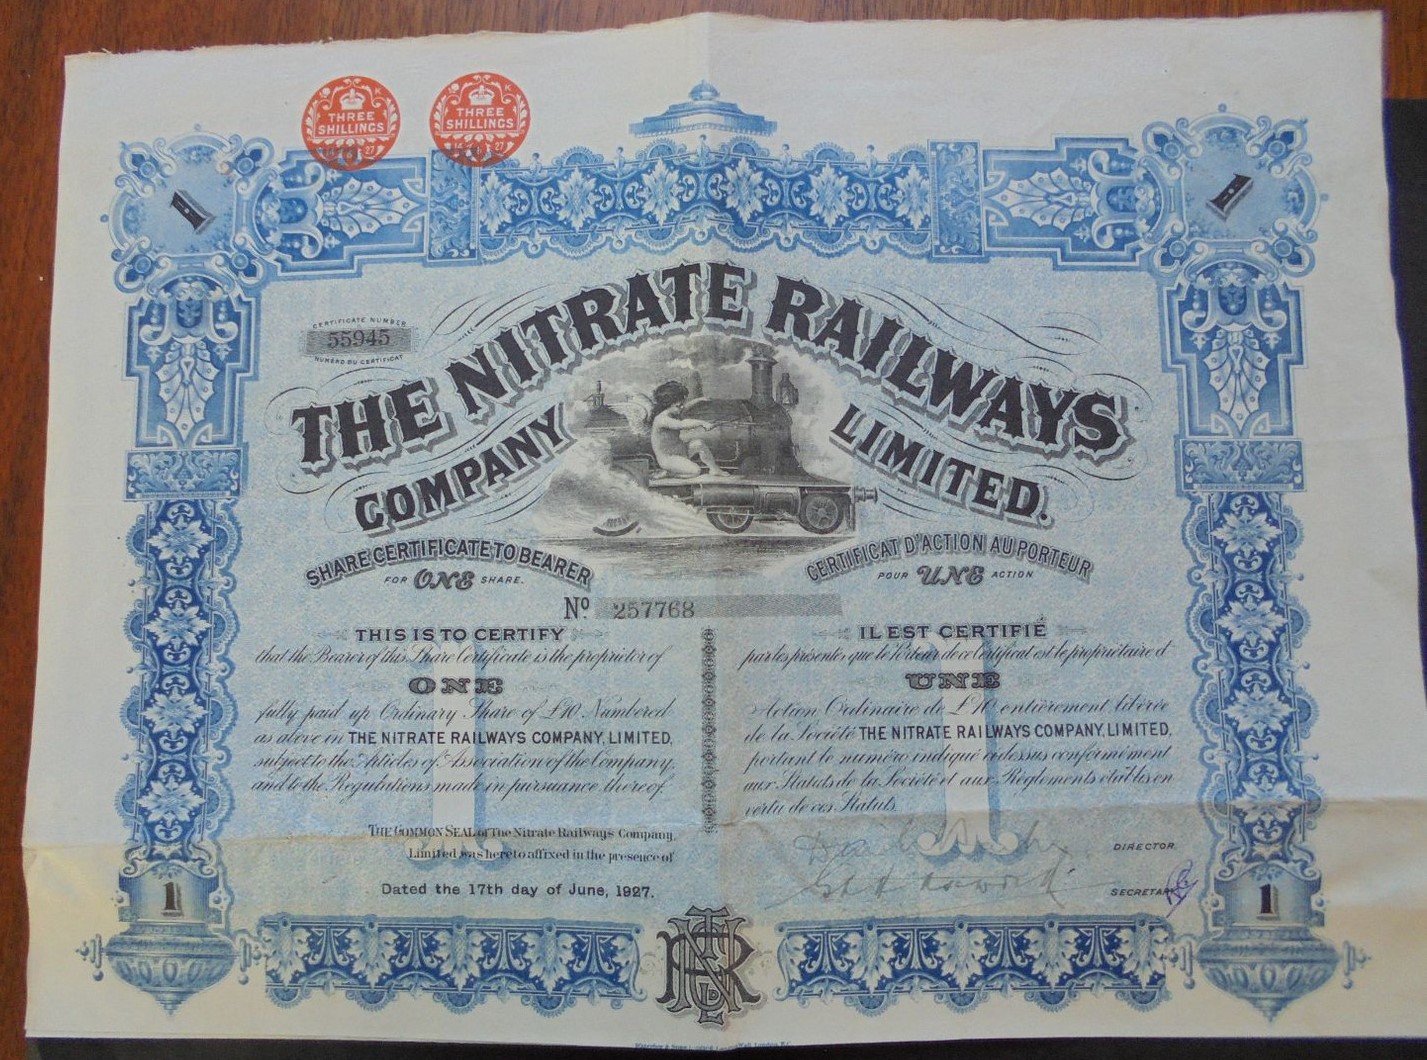 THREE
SHILLINGS
THREE
SHILLINGS
27
27
1
1
CERTIFICATE NUMBER
55945
NUMÉRO DU CERTIFICAT
THE NITRATE RAILWAYS
COMPANY LIMITED.
SHARE CERTIFICATE TO BEARER
FOR ONE SHARE.
CERTIFICAT D'ACTION AU PORTEUR
POUR UNE ACTION
No. 257768
THIS IS TO CERTIFY
that the Bearer of this Share Certificate is the proprietor of
ONE
fully paid up Ordinary Share of £10 Numbered
as above in THE NITRATE RAILWAYS COMPANY, LIMITED,
subject to the Articles of Association of the Company,
and to the Regulations made in pursuance thereof.
IL EST CERTIFIÉ
par les présentes que le Porteur de ce Certificat est le propriétaire d'
UNE
Action Ordinaire de £10 entièrement libérée
de la Société THE NITRATE RAILWAYS COMPANY, LIMITED,
portant le numéro indiqué cidessus conformément
aux Statuts de la Société et aux Règlements établis en
vertu de ces Statuts.
THE COMMON SEAL of The Nitrate Railways Company,
Limited was hereto affixed in the presence of
Dated the 17th day of June, 1927.
DIRECTOR.
SECRETARY
1
1